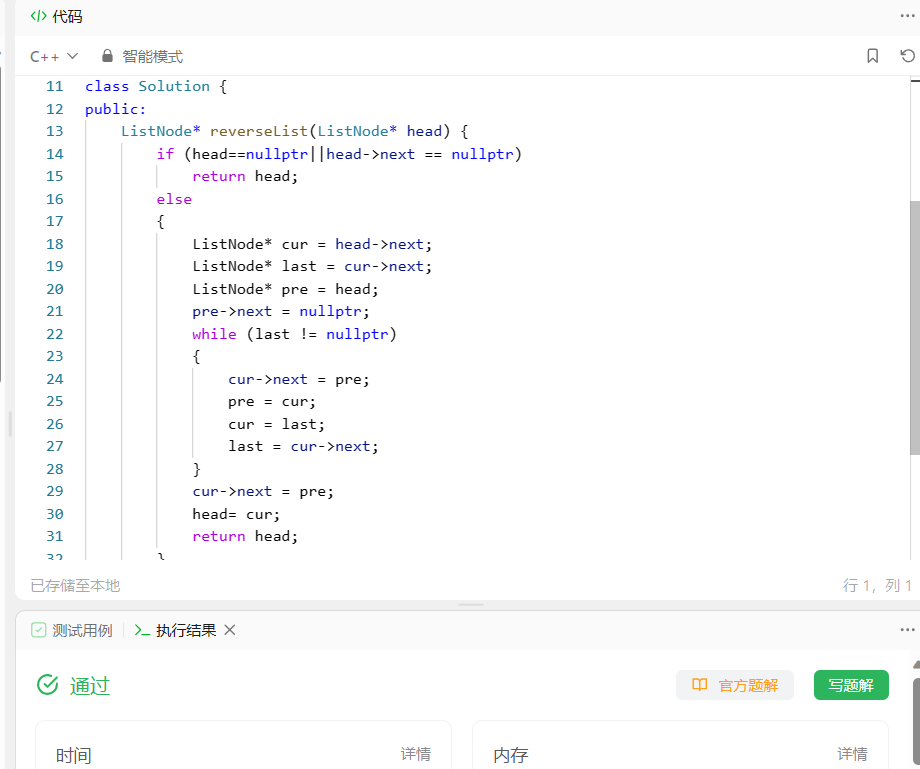 代码
C++ 智能模式
11 class Solution {
12 public:
13 ListNode* reverseList(ListNode* head) {
14 if (head==nullptr||head->next == nullptr)
15 return head;
16 else
17 {
18 ListNode* cur = head->next;
19 ListNode* last = cur->next;
20 ListNode* pre = head;
21 pre->next = nullptr;
22 while (last != nullptr)
23 {
24 cur->next = pre;
25 pre = cur;
26 cur = last;
27 last = cur->next;
28 }
29 cur->next = pre;
30 head= cur;
31 return head;
32 }
已存储至本地 行 1, 列 1
测试用例 执行结果
通过 官方题解 写题解
时间 详情 内存 详情